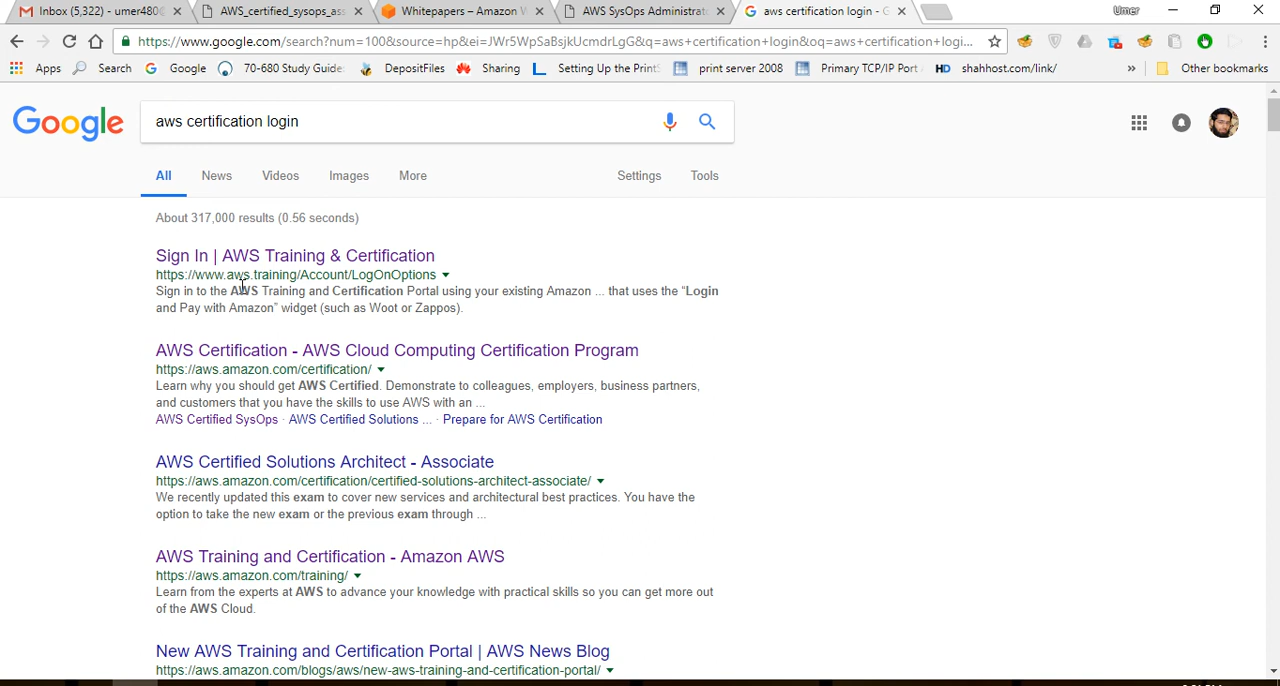 Inbox (5,322) - umer480@
AWS_certified_sysops_ass
Whitepapers – Amazon W
AWS SysOps Administrato
aws certification login - G
Umer
https://www.google.com/search?num=100&source=hp&ei=JWr5WpSaBsjkUcmdrLgG&q=aws+certification+login&oq=aws+certification+logi...
Apps Search Google 70-680 Study Guide: DepositFiles Sharing Setting Up the PrintS print server 2008 Primary TCP/IP Port HD shahhost.com/link/ » Other bookmarks
Google
aws certification login
All News Videos Images More Settings Tools
About 317,000 results (0.56 seconds)
Sign In | AWS Training & Certification
https://www.aws.training/Account/LogOnOptions
Sign in to the AWS Training and Certification Portal using your existing Amazon ... that uses the “Login
and Pay with Amazon” widget (such as Woot or Zappos).
AWS Certification - AWS Cloud Computing Certification Program
https://aws.amazon.com/certification/
Learn why you should get AWS Certified. Demonstrate to colleagues, employers, business partners,
and customers that you have the skills to use AWS with an ...
AWS Certified SysOps · AWS Certified Solutions ... · Prepare for AWS Certification
AWS Certified Solutions Architect - Associate
https://aws.amazon.com/certification/certified-solutions-architect-associate/
We recently updated this exam to cover new services and architectural best practices. You have the
option to take the new exam or the previous exam through ...
AWS Training and Certification - Amazon AWS
https://aws.amazon.com/training/
Learn from the experts at AWS to advance your knowledge with practical skills so you can get more out
of the AWS Cloud.
New AWS Training and Certification Portal | AWS News Blog
https://aws.amazon.com/blogs/aws/new-aws-training-and-certification-portal/